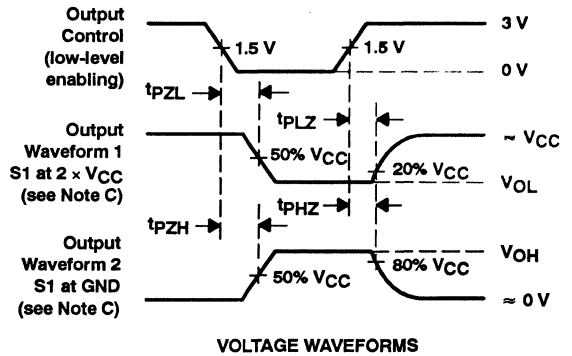 Output
Control
(low-level
enabling)
1.5 V
1.5 V
3 V
0 V
tPZL
tPLZ
Output
Waveform 1
S1 at 2 × VCC
(see Note C)
50% VCC
20% VCC
≈ VCC
VOL
tPZH
tPHZ
Output
Waveform 2
S1 at GND
(see Note C)
50% VCC
80% VCC
VOH
≈ 0 V
VOLTAGE WAVEFORMS